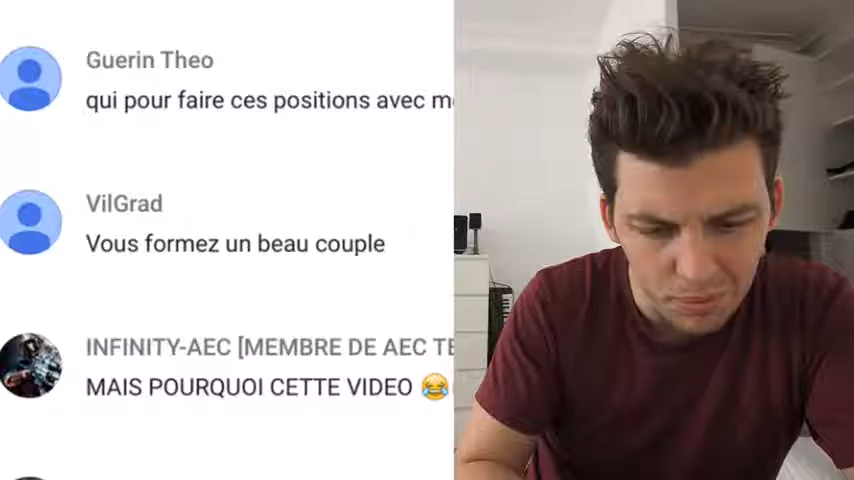 Guerin Theo
qui pour faire ces positions avec
VilGrad
Vous formez un beau couple
INFINITY-AEC [MEMBRE DE AEC
MAIS POURQUOI CETTE VIDEO 😂